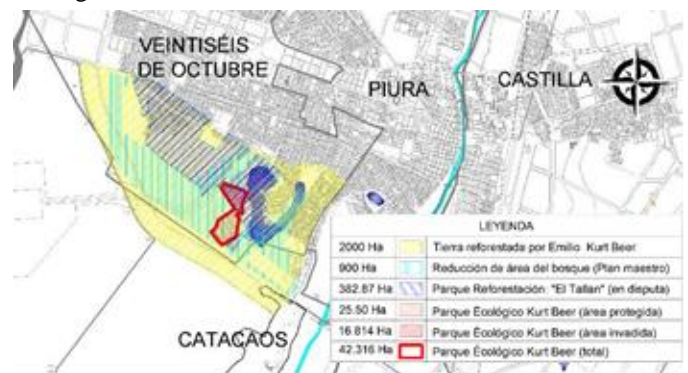 VEINTISÉIS
DE OCTUBRE
PIURA
CASTILLA
CATACAOS
LEYENDA
2000 Ha Tierra reforestada por Emilio Kurt Beer
900 Ha Reducción de área del bosque (Plan maestro)
382.87 Ha Parque Reforestación "El Tallan" (en disputa)
25.50 Ha Parque Ecológico Kurt Beer (área protegida)
16.814 Ha Parque Ecológico Kurt Beer (área invadida)
42.316 Ha Parque Ecológico Kurt Beer (total)